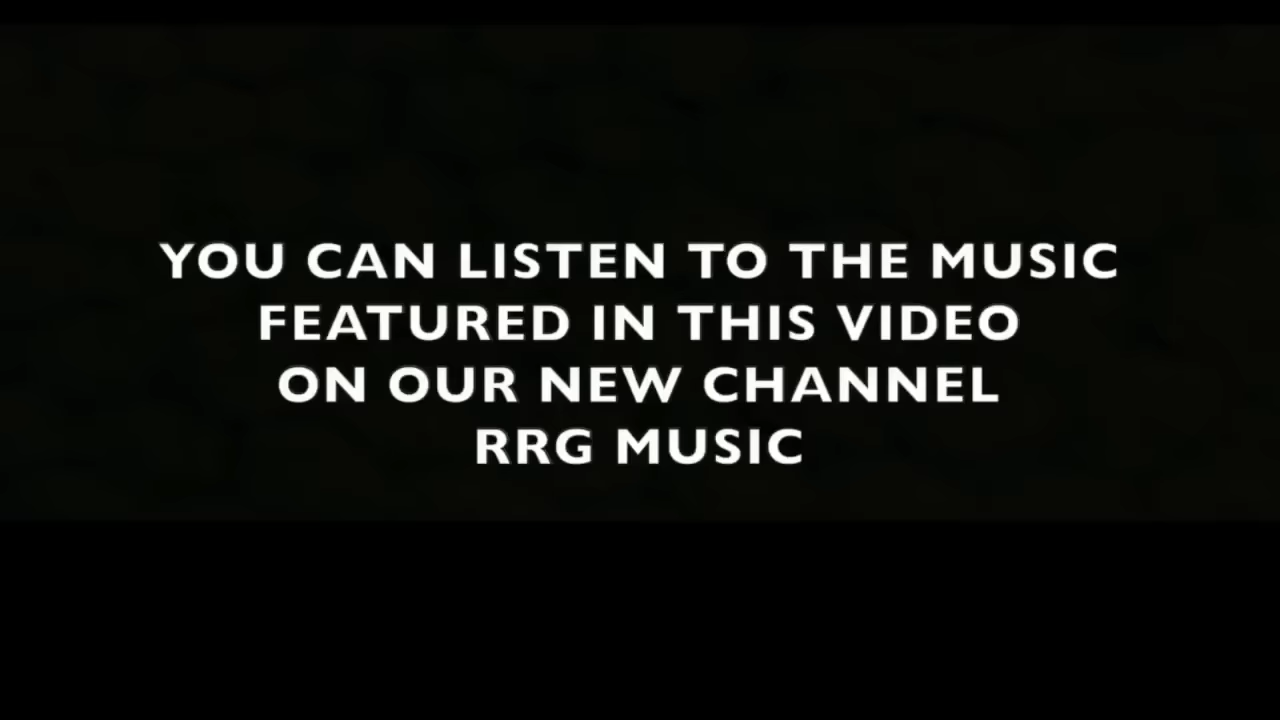 YOU CAN LISTEN TO THE MUSIC
FEATURED IN THIS VIDEO
ON OUR NEW CHANNEL
RRG MUSIC